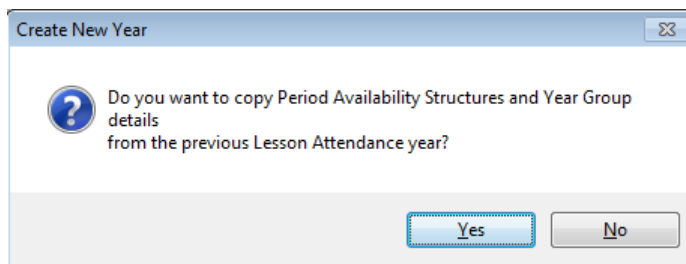 Create New Year
Do you want to copy Period Availability Structures and Year Group
details
from the previous Lesson Attendance year?
Yes
No